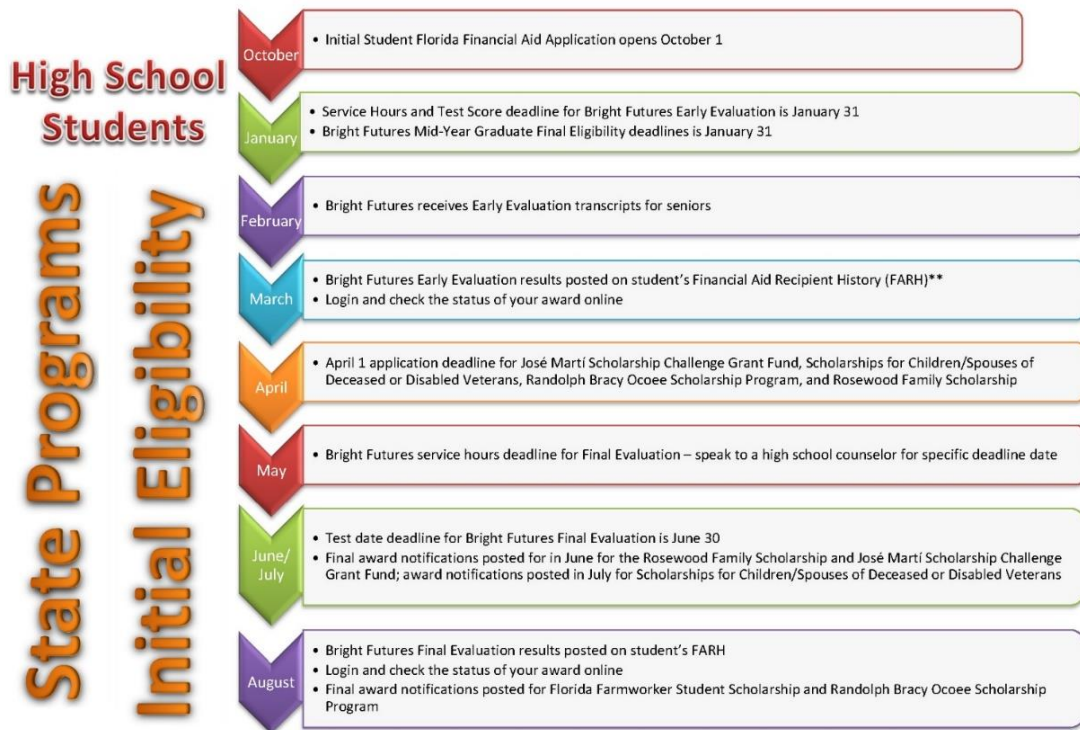 High School
Students
State Programs
Initial Eligibility
October
• Initial Student Florida Financial Aid Application opens October 1
January
• Service Hours and Test Score deadline for Bright Futures Early Evaluation is January 31
• Bright Futures Mid-Year Graduate Final Eligibility deadlines is January 31
February
• Bright Futures receives Early Evaluation transcripts for seniors
March
• Bright Futures Early Evaluation results posted on student's Financial Aid Recipient History (FARH)**
• Login and check the status of your award online
April
• April 1 application deadline for José Martí Scholarship Challenge Grant Fund, Scholarships for Children/Spouses of
Deceased or Disabled Veterans, Randolph Bracy Ocoee Scholarship Program, and Rosewood Family Scholarship
May
• Bright Futures service hours deadline for Final Evaluation – speak to a high school counselor for specific deadline date
June/
July
• Test date deadline for Bright Futures Final Evaluation is June 30
• Final award notifications posted for in June for the Rosewood Family Scholarship and José Martí Scholarship Challenge
Grant Fund; award notifications posted in July for Scholarships for Children/Spouses of Deceased or Disabled Veterans
August
• Bright Futures Final Evaluation results posted on student's FARH
• Login and check the status of your award online
• Final award notifications posted for Florida Farmworker Student Scholarship and Randolph Bracy Ocoee Scholarship
Program